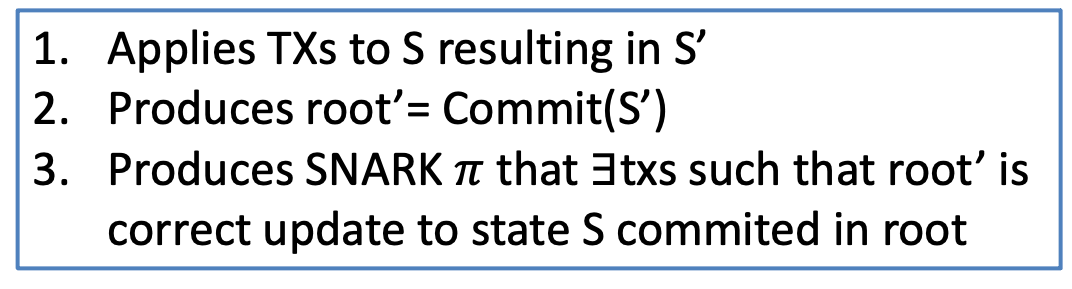 1. Applies TXs to S resulting in S’
2. Produces root’= Commit(S’)
3. Produces SNARK 𝜋 that ∃txs such that root’ is
correct update to state S commited in root